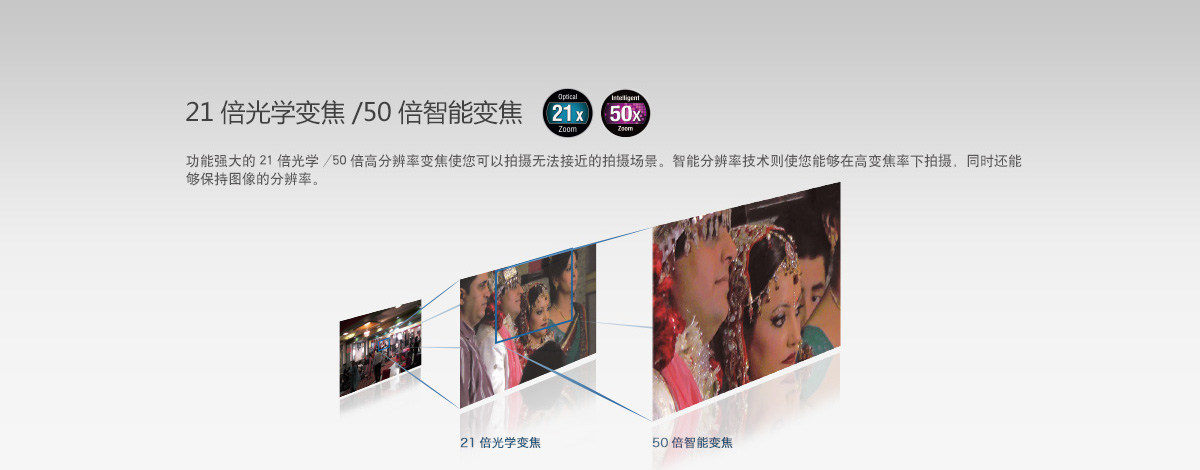 21 倍光学变焦 /50 倍智能变焦
Optical
21x
Zoom
Intelligent
50x
Zoom
功能强大的 21 倍光学 /50 倍高分辨率变焦使您可以拍摄无法接近的拍摄场景。智能分辨率技术则使您能够在高变焦率下拍摄，同时还能
够保持图像的分辨率。
21 倍光学变焦
50 倍智能变焦